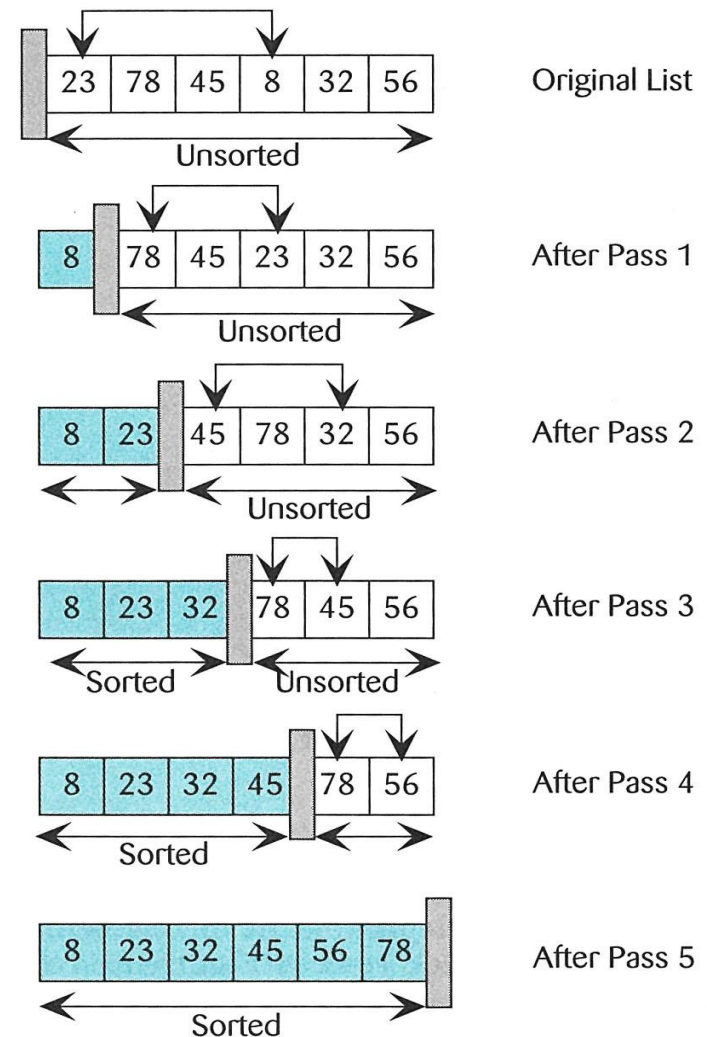 23 78 45 8 32 56 Original List
Unsorted
8 78 45 23 32 56 After Pass 1
Unsorted
8 23 45 78 32 56 After Pass 2
Unsorted
8 23 32 78 45 56 After Pass 3
Sorted Unsorted
8 23 32 45 78 56 After Pass 4
Sorted
8 23 32 45 56 78 After Pass 5
Sorted